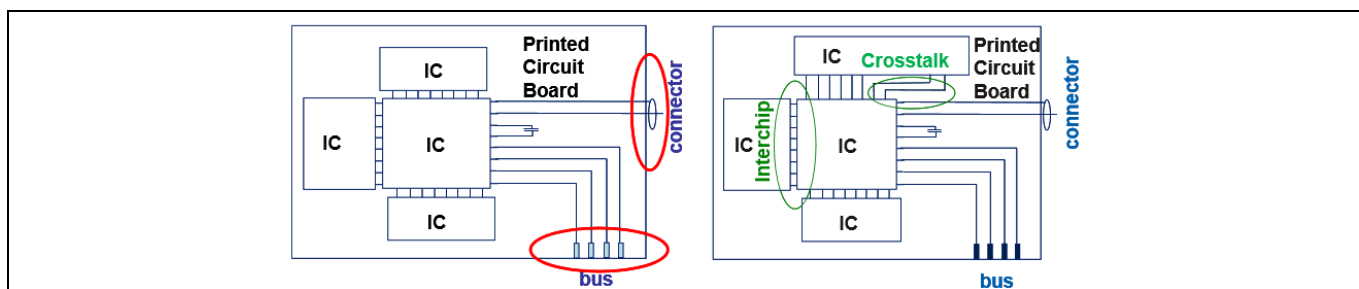 Printed
Circuit
Board
IC
IC
IC
IC
connector
bus
Printed
Circuit
Board
IC
Crosstalk
IC
Interchip
IC
IC
connector
bus